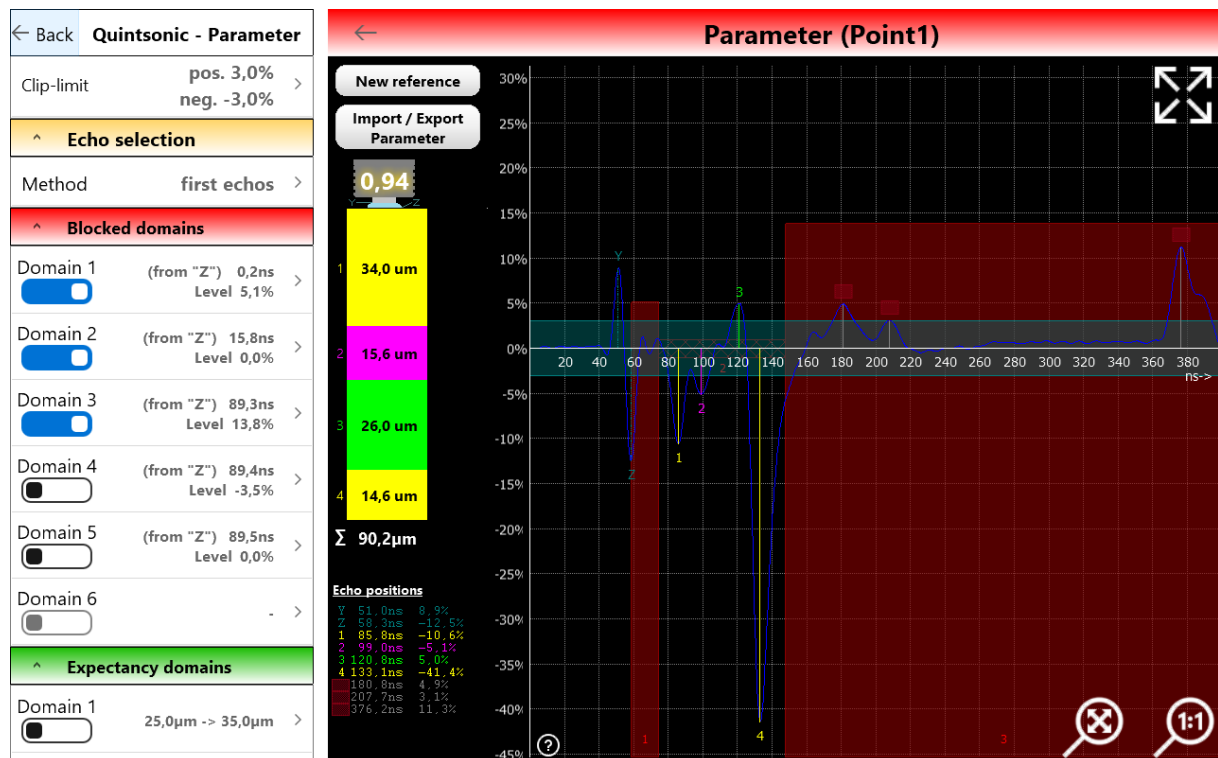 Back
Quintsonic - Parameter
Clip-limit
pos. 3,0%
neg. -3,0%
Echo selection
Method
first echos
Blocked domains
Domain 1
(from "Z") 0,2ns
Level 5,1%
Domain 2
(from "Z") 15,8ns
Level 0,0%
Domain 3
(from "Z") 89,3ns
Level 13,8%
Domain 4
(from "Z") 89,4ns
Level -3,5%
Domain 5
(from "Z") 89,5ns
Level 0,0%
Domain 6
-
Expectancy domains
Domain 1
25,0µm -> 35,0µm
Parameter (Point1)
New reference
Import / Export
Parameter
0,94
Y Z
1 34,0 um
2 15,6 um
3 26,0 um
4 14,6 um
Σ 90,2µm
Echo positions
Y 51,0ns 8,9%
Z 58,3ns -12,5%
1 85,8ns -10,6%
2 99,0ns -5,1%
3 120,8ns 5,0%
4 133,1ns -41,4%
180,8ns 4,9%
207,7ns 3,1%
376,2ns 11,3%
30%
25%
20%
15%
10%
5%
0%
-5%
-10%
-15%
-20%
-25%
-30%
-35%
-40%
-45%
20 40 60 80 100 120 140 160 180 200 220 240 260 280 300 320 340 360 380
ns->
Y
Z
1
2
3
4
1
2
3
?
1:1